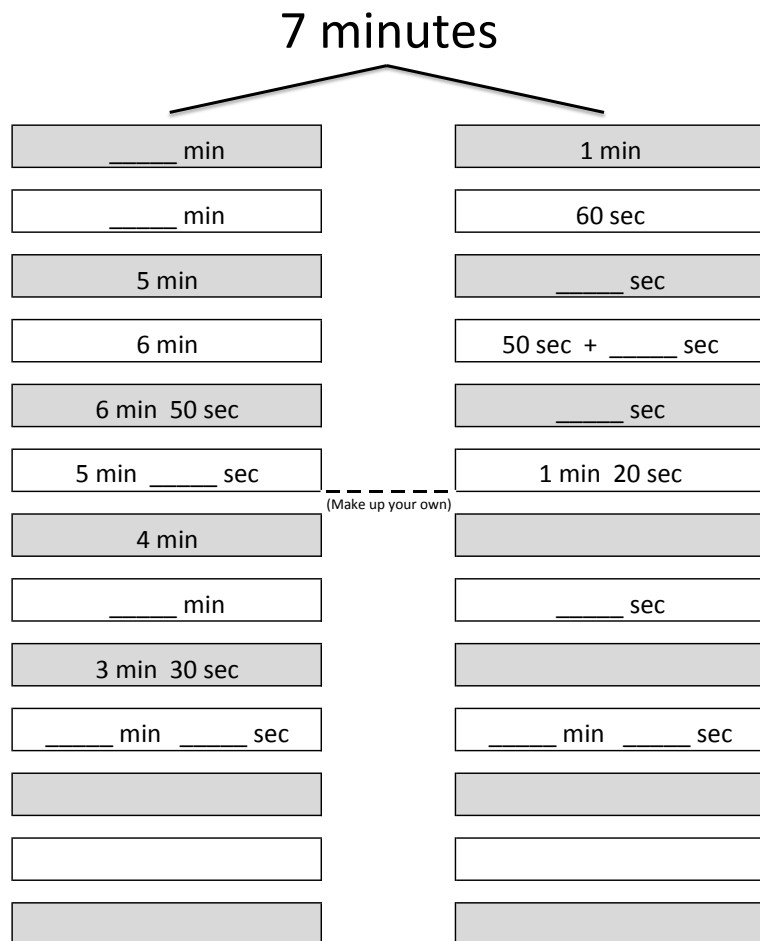 7 minutes
_____ min 1 min
_____ min 60 sec
5 min _____ sec
6 min 50 sec + _____ sec
6 min 50 sec _____ sec
5 min _____ sec 1 min 20 sec
(Make up your own)
4 min
_____ min _____ sec
3 min 30 sec
_____ min _____ sec _____ min _____ sec